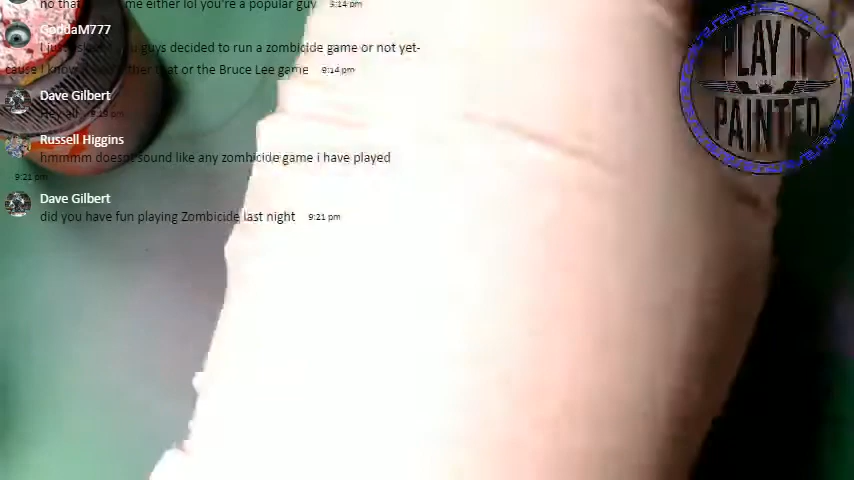 no that me either lol you're a popular guy 9:14 pm
GoddaM777
guys decided to run a zombicide game or not yet-
cause I know that or the Bruce Lee game 9:14 pm
Dave Gilbert
Russell Higgins
hmmmm doesnt sound like any zombicide game i have played
9:21 pm
Dave Gilbert
did you have fun playing Zombicide last night 9:21 pm
PLAY IT
PAINTED